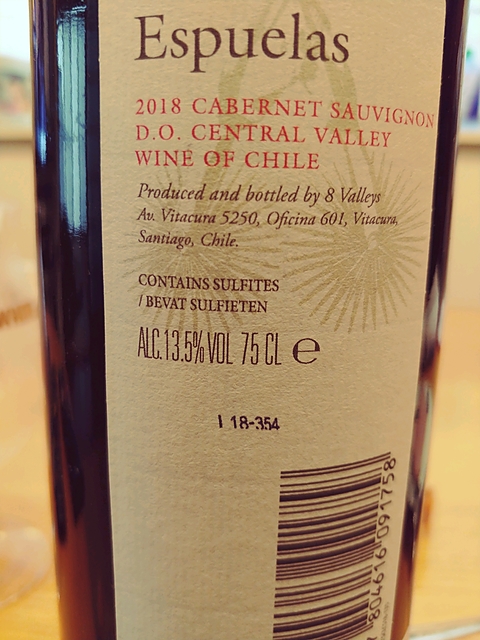 Espuelas
2018 CABERNET SAUVIGNON
D.O. CENTRAL VALLEY
WINE OF CHILE
Produced and bottled by 8 Valleys
Av. Vitacura 5250, Oficina 601, Vitacura,
Santiago, Chile.
CONTAINS SULFITES
/ BEVAT SULFIETEN
ALC.13.5%VOL 75 CL e
L 18-354
804616 091758